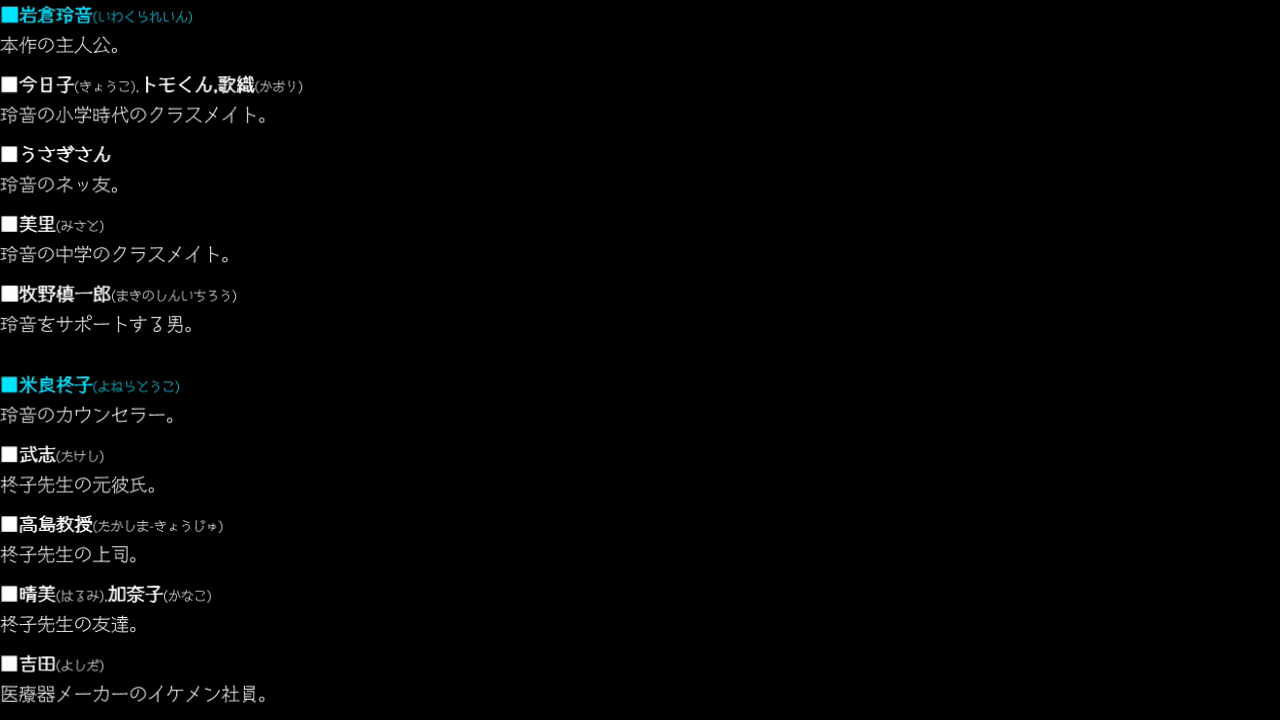 ■岩倉玲音(いわくられいん)
本作の主人公。
■今日子(きょうこ),トモくん,歌織(かおり)
玲音の小学時代のクラスメイト。
■うさぎさん
玲音のネッ友。
■美里(みさと)
玲音の中学のクラスメイト。
■牧野槙一郎(まきのしんいちろう)
玲音をサポートする男。
■米良柊子(よねらとうこ)
玲音のカウンセラー。
■武志(たけし)
柊子先生の元彼氏。
■高島教授(たかしま-きょうじゅ)
柊子先生の上司。
■晴美(はるみ),加奈子(かなこ)
柊子先生の友達。
■吉田(よしだ)
医療器メーカーのイケメン社員。